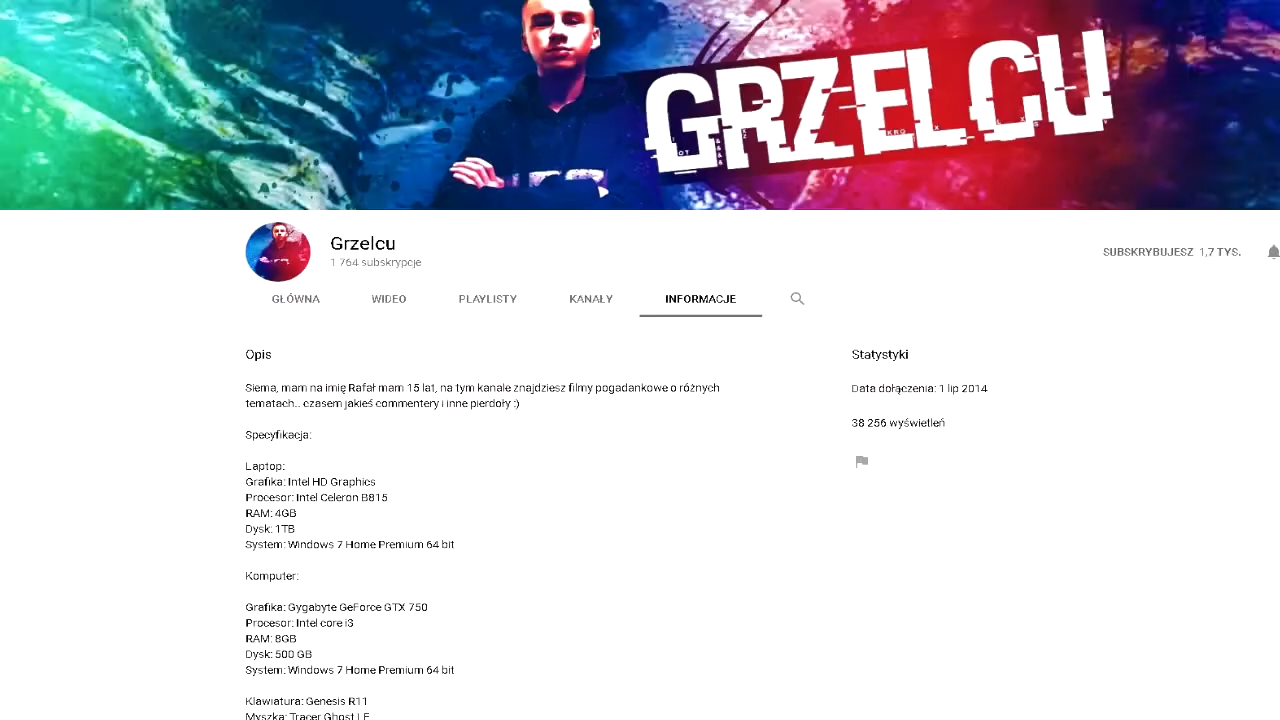 GRZELCU
Grzelcu
1 764 subskrypcje
SUBSKRYBUJESZ 1,7 TYS.
GŁÓWNA
WIDEO
PLAYLISTY
KANAŁY
INFORMACJE
Opis
Statystyki
Siema, mam na imię Rafał mam 15 lat, na tym kanale znajdziesz filmy pogadankowe o różnych
Data dołączenia: 1 lip 2014
tematach... czasem jakieś commentery i inne pierdoły :)
38 256 wyświetleń
Specyfikacja:
Laptop:
Grafika: Intel HD Graphics
Procesor: Intel Celeron B815
RAM: 4GB
Dysk: 1TB
System: Windows 7 Home Premium 64 bit
Komputer:
Grafika: Gygabyte GeForce GTX 750
Procesor: Intel core i3
RAM: 8GB
Dysk: 500 GB
System: Windows 7 Home Premium 64 bit
Klawiatura: Genesis R11
Myszka: Tracer Ghost LE